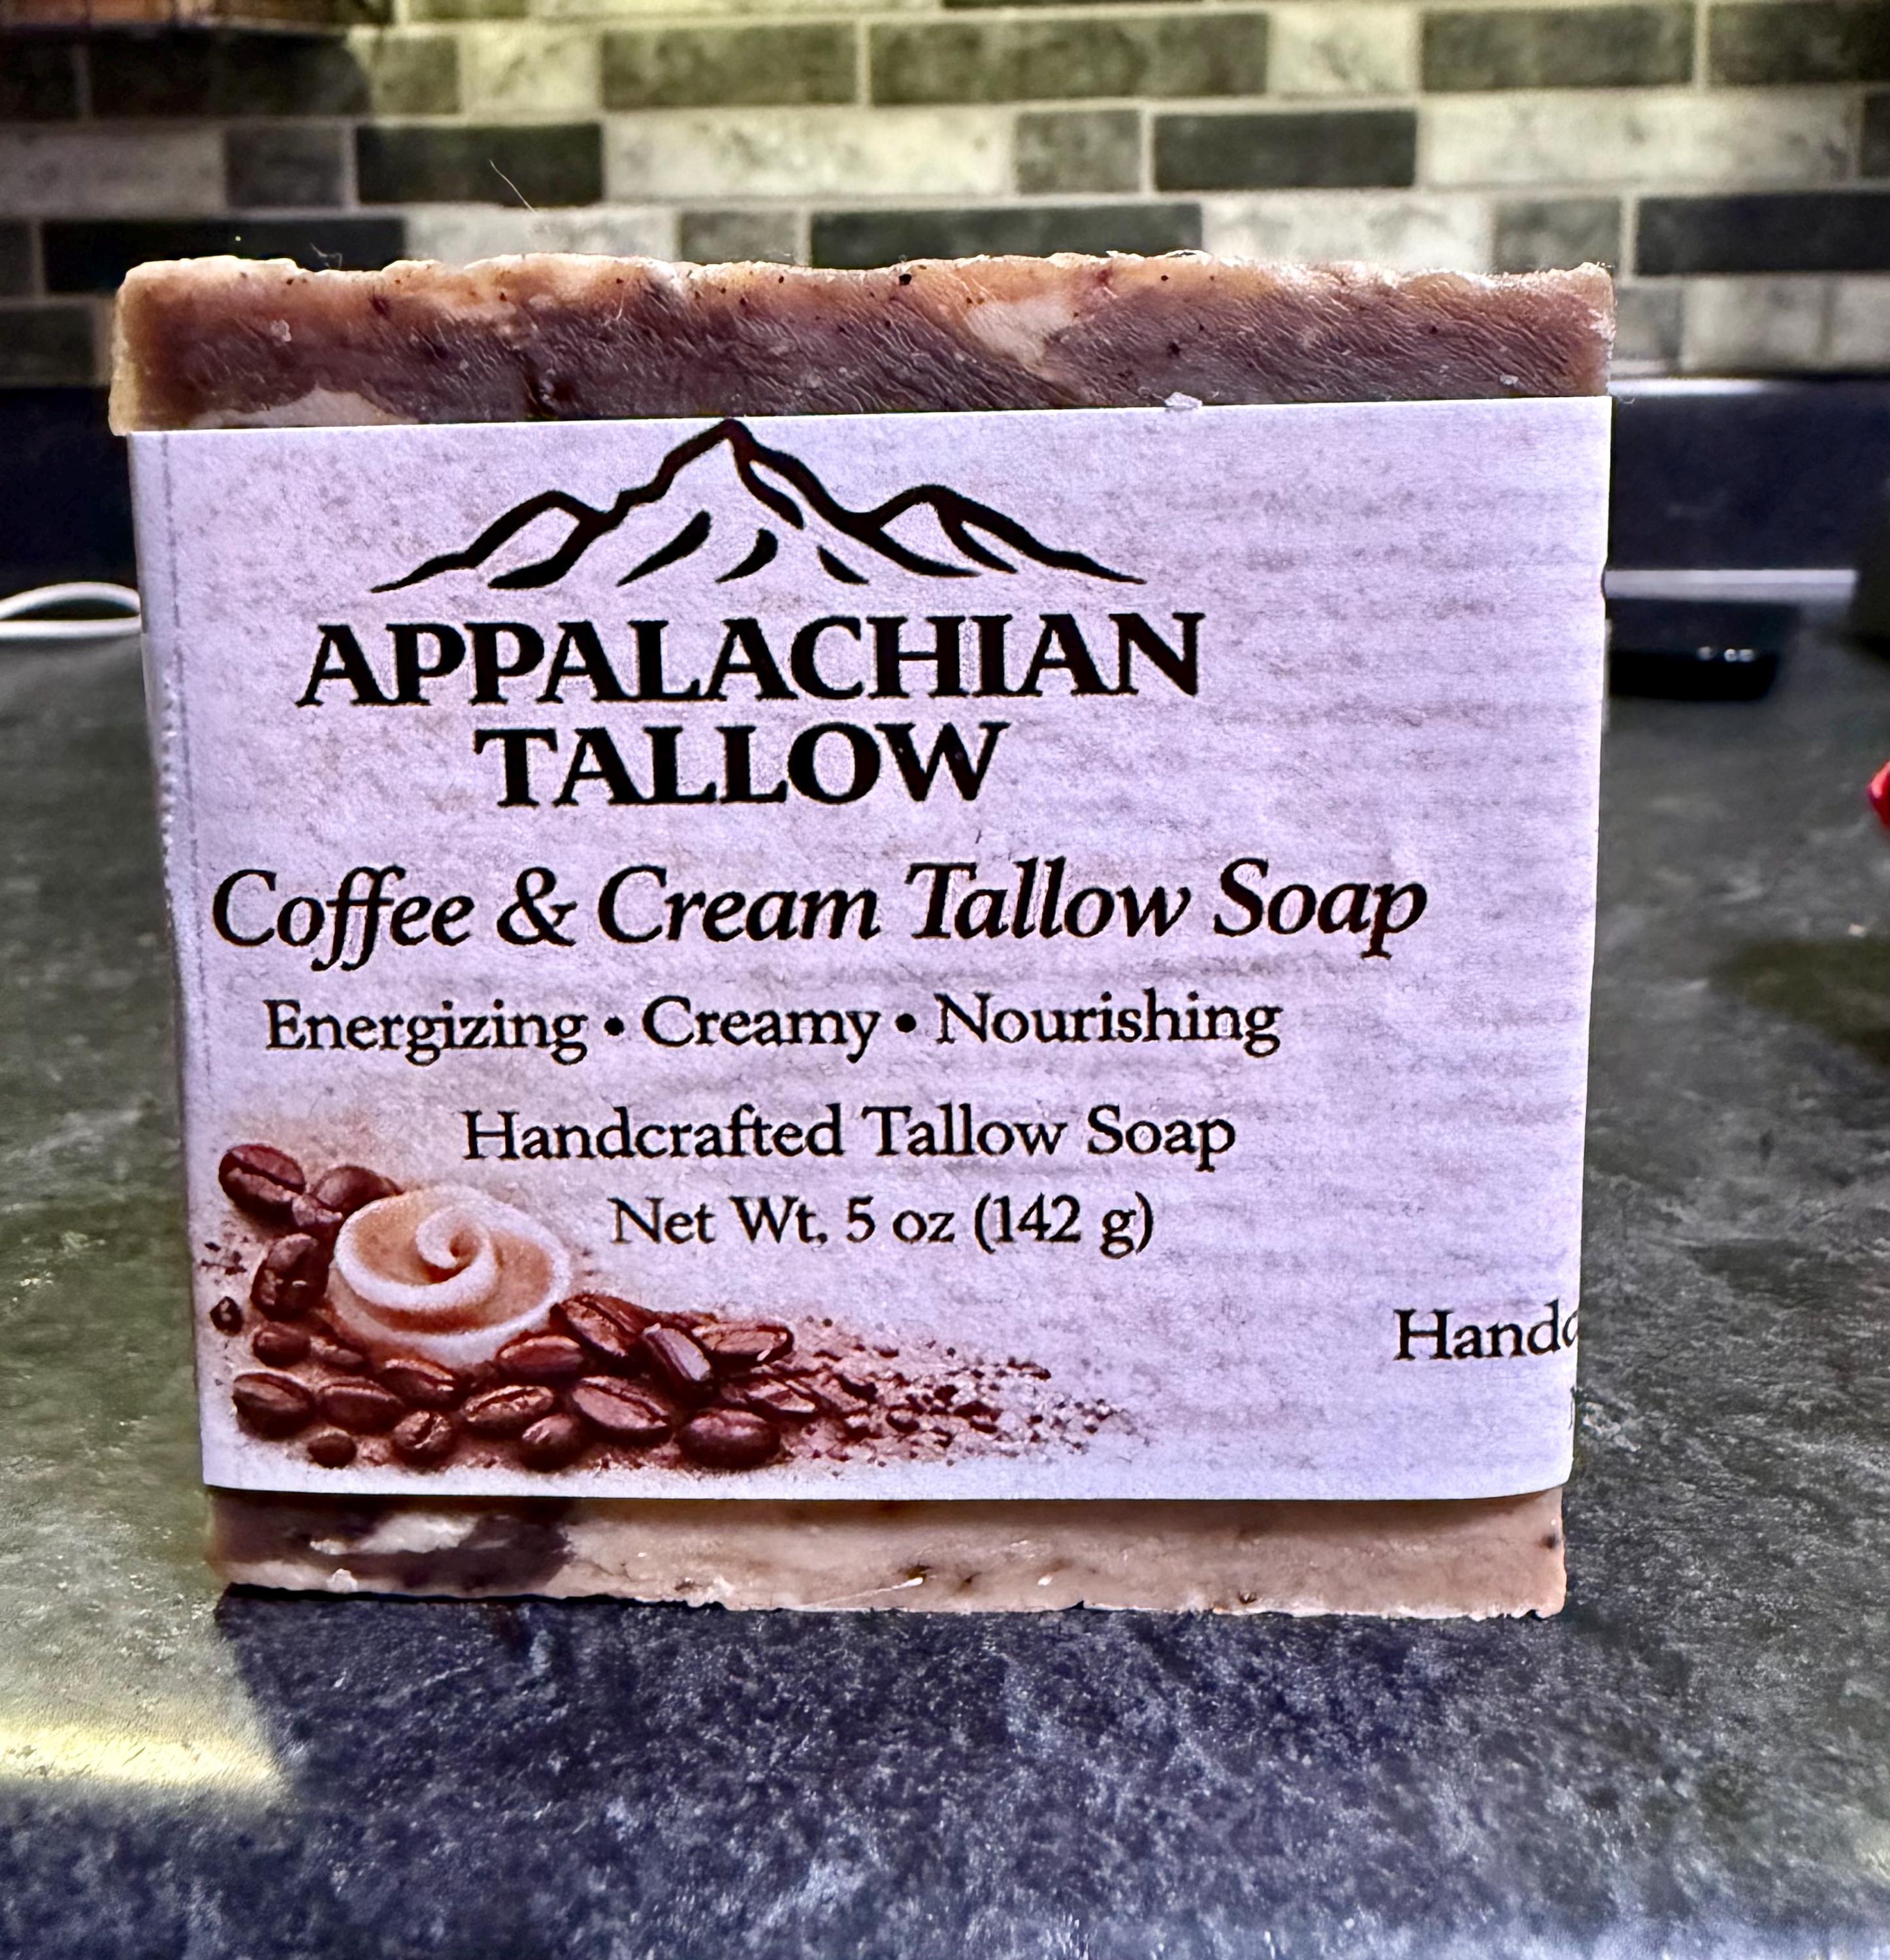 APPALACHIAN
TALLOW
Coffee & Cream Tallow Soap
Energizing • Creamy • Nourishing
Handcrafted Tallow Soap
Net Wt. 5 oz (142 g)